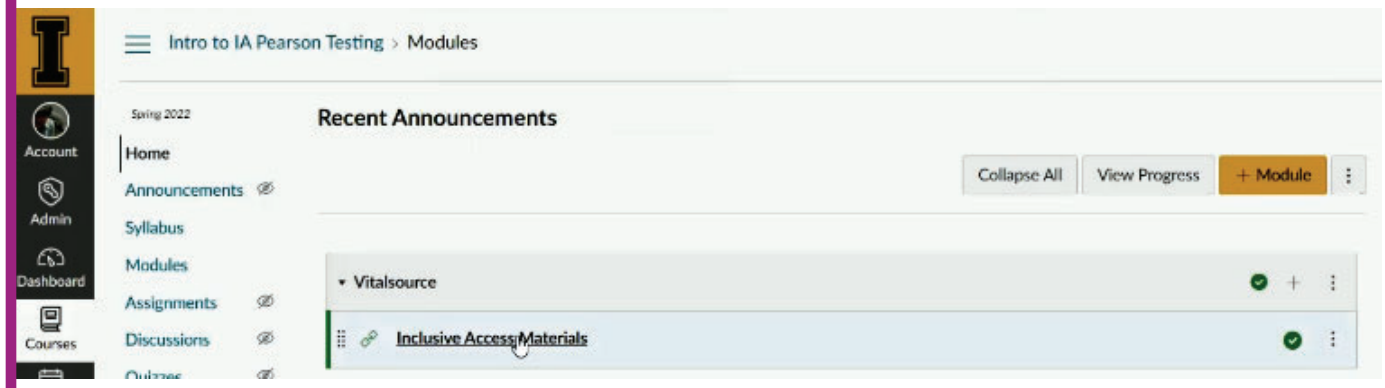 I
Intro to IA Pearson Testing > Modules
Account
Admin
Dashboard
Courses
Spring 2022
Home
Announcements
Syllabus
Modules
Assignments
Discussions
Quizzes
Recent Announcements
Collapse All
View Progress
+ Module
Vitalsource
Inclusive Access Materials